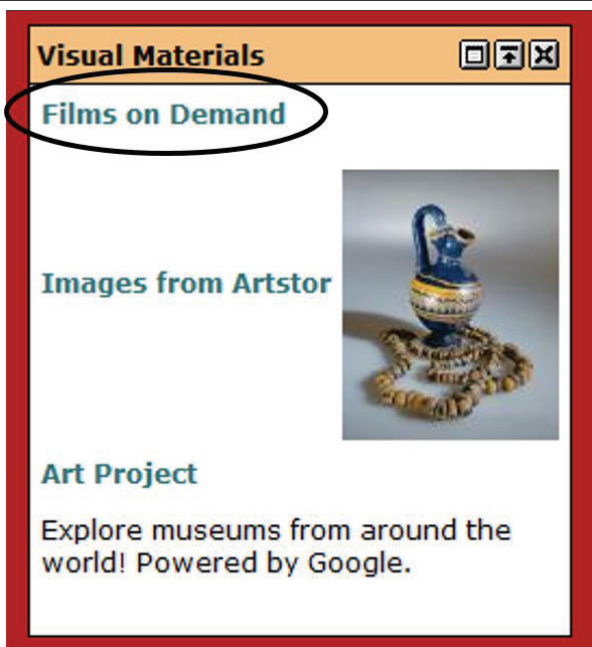 Visual Materials
Films on Demand
Images from Artstor
Art Project
Explore museums from around the
world! Powered by Google.